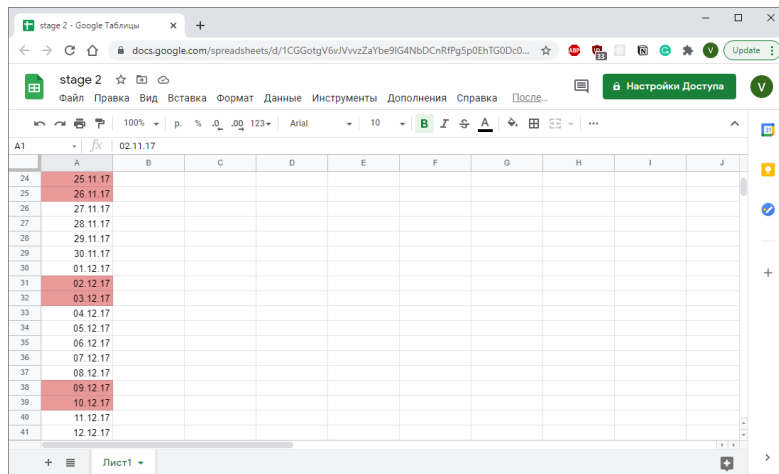 stage 2 - Google Таблицы
docs.google.com/spreadsheets/d/1CGGotgV6vJVvvzZaYbe9IG4NbDCnRfPg5p0EhTG0Dc0...
33
V
Update
stage 2
Файл Правка Вид Вставка Формат Данные Инструменты Дополнения Справка После...
Настройки Доступа
V
100% р. % .0 .00 123 Arial 10 B I S A
31
A1 fx 02.11.17
A B C D E F G H I J
24 25.11.17
25 26.11.17
26 27.11.17
27 28.11.17
28 29.11.17
29 30.11.17
30 01.12.17
31 02.12.17
32 03.12.17
33 04.12.17
34 05.12.17
35 06.12.17
36 07.12.17
37 08.12.17
38 09.12.17
39 10.12.17
40 11.12.17
41 12.12.17
Лист1